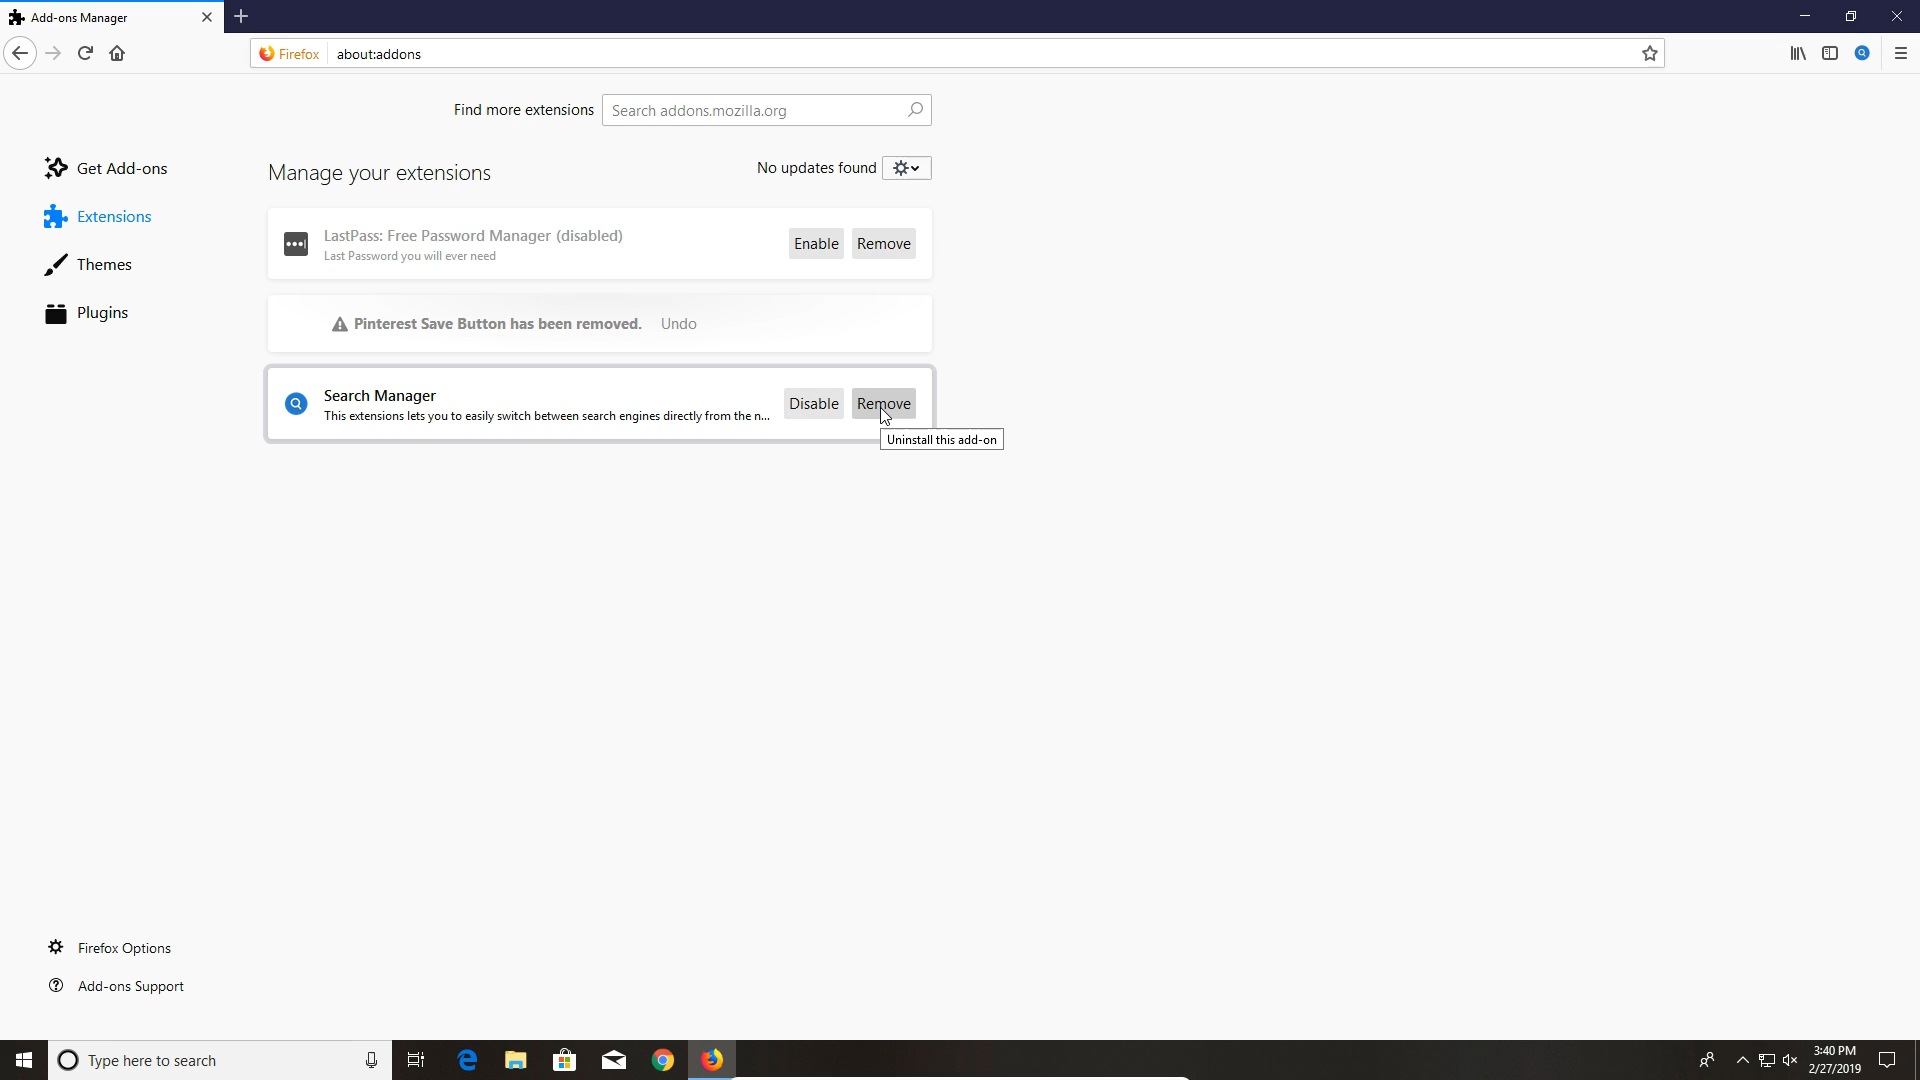 Add-ons Manager
Firefox about:addons
Find more extensions Search addons.mozilla.org
Get Add-ons
Extensions
Themes
Plugins
Manage your extensions
No updates found
LastPass: Free Password Manager (disabled)
Last Password you will ever need
Enable Remove
Pinterest Save Button has been removed. Undo
Search Manager
This extensions lets you to easily switch between search engines directly from the n...
Disable Remove
Uninstall this add-on
Firefox Options
Add-ons Support
Type here to search
3:40 PM
2/27/2019